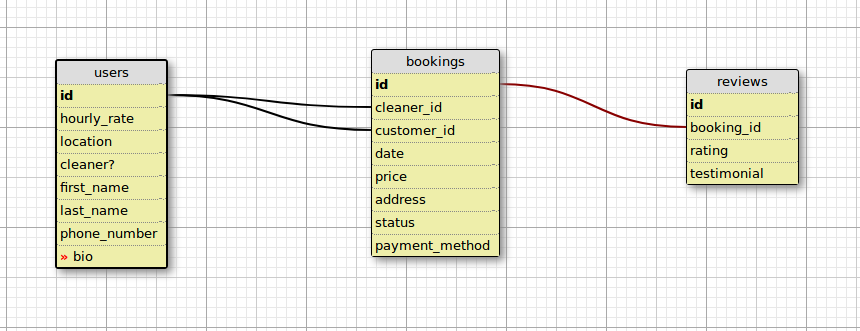 users
id
hourly_rate
location
cleaner?
first_name
last_name
phone_number
» bio
bookings
id
cleaner_id
customer_id
date
price
address
status
payment_method
reviews
id
booking_id
rating
testimonial